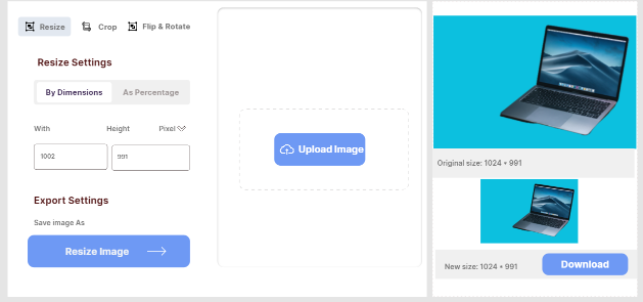 Resize Crop Flip & Rotate
Resize Settings
By Dimensions As Percentage
With Height Pixel
1002 991
Export Settings
Save image As
Resize Image
Upload Image
Original size: 1024 * 991
New size: 1024 * 991
Download